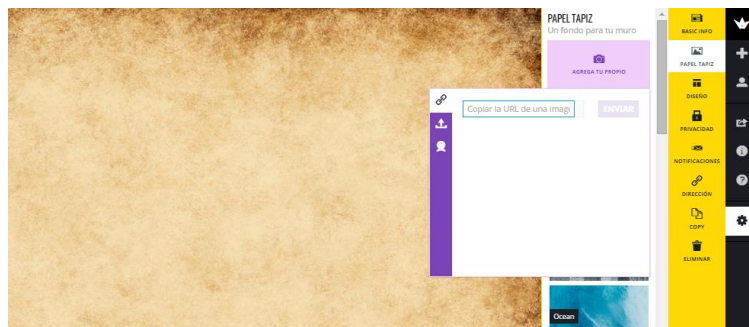 PAPEL TAPIZ
Un fondo para tu muro
AGREGA TU PROPIO
Copiar la URL de una image
ENVIAR
Ocean
BASIC INFO
PAPEL TAPIZ
DISEÑO
PRIVACIDAD
NOTIFICACIONES
DIRECCIÓN
COPY
ELIMINAR